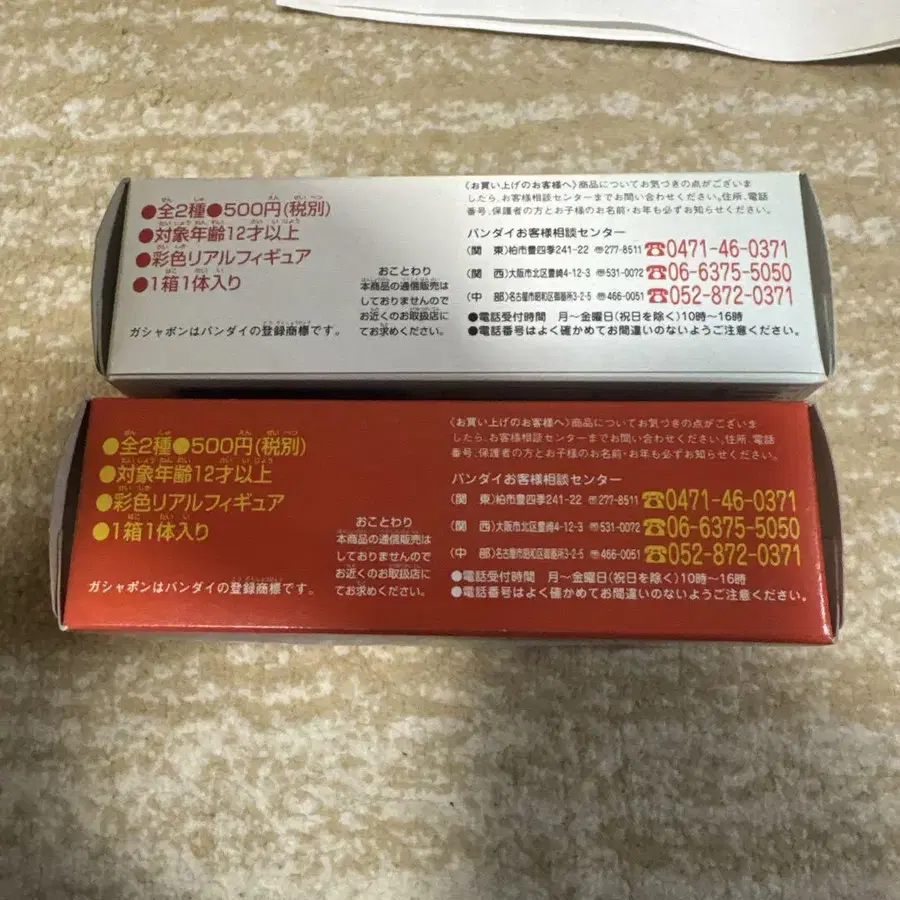 ●全2種●500円(税別)
●対象年齢12才以上
●彩色リアルフィギュア
●1箱1体入り
ガシャポンはバンダイの登録商標です。
おことわり
本商品の通信販売は
しておりませんので
お近くのお取扱店に
てお求めください。
〈お買い上げのお客様へ〉商品についてお気づきの点がございま
したら、お客様相談センターまでお問い合わせください。住所、電話
番号、保護者の方とお子様のお名前・お年も必ずお知らせください。
バンダイお客様相談センター
(関 東)柏市豊四季241-22 〒277-8511 ☎0471-46-0371
(関 西)大阪市北区豊崎4-12-3 〒531-0072 ☎06-6375-5050
(中 部)名古屋市昭和区御器所3-2-5 〒466-0051 ☎052-872-0371
●電話受付時間 月〜金曜日(祝日を除く)10時〜16時
●電話番号はよく確かめてお間違いのないようご注意ください。
●全2種●500円(税別)
●対象年齢12才以上
●彩色リアルフィギュア
●1箱1体入り
ガシャポンはバンダイの登録商標です。
おことわり
本商品の通信販売は
しておりませんので
お近くのお取扱店に
てお求めください。
〈お買い上げのお客様へ〉商品についてお気づきの点がございま
したら、お客様相談センターまでお問い合わせください。住所、電話
番号、保護者の方とお子様のお名前・お年も必ずお知らせください。
バンダイお客様相談センター
(関 東)柏市豊四季241-22 〒277-8511 ☎0471-46-0371
(関 西)大阪市北区豊崎4-12-3 〒531-0072 ☎06-6375-5050
(中 部)名古屋市昭和区御器所3-2-5 〒466-0051 ☎052-872-0371
●電話受付時間 月〜金曜日(祝日を除く)10時〜16時
●電話番号はよく確かめてお間違いのないようご注意ください。